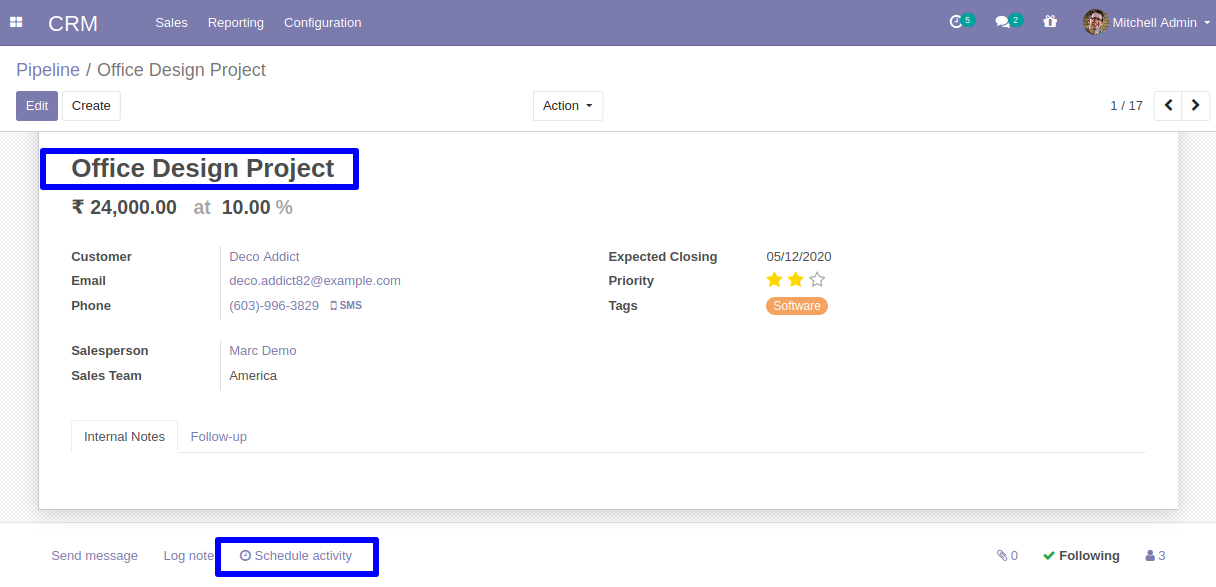 CRM Sales Reporting Configuration 5 2 Mitchell Admin
Pipeline / Office Design Project
Edit Create Action 1 / 17
Office Design Project
₹ 24,000.00 at 10.00 %
Customer Deco Addict Expected Closing 05/12/2020
Email deco.addict82@example.com Priority
Phone (603)-996-3829 SMS Tags Software
Salesperson Marc Demo
Sales Team America
Internal Notes Follow-up
Send message Log note Schedule activity 0 Following 3